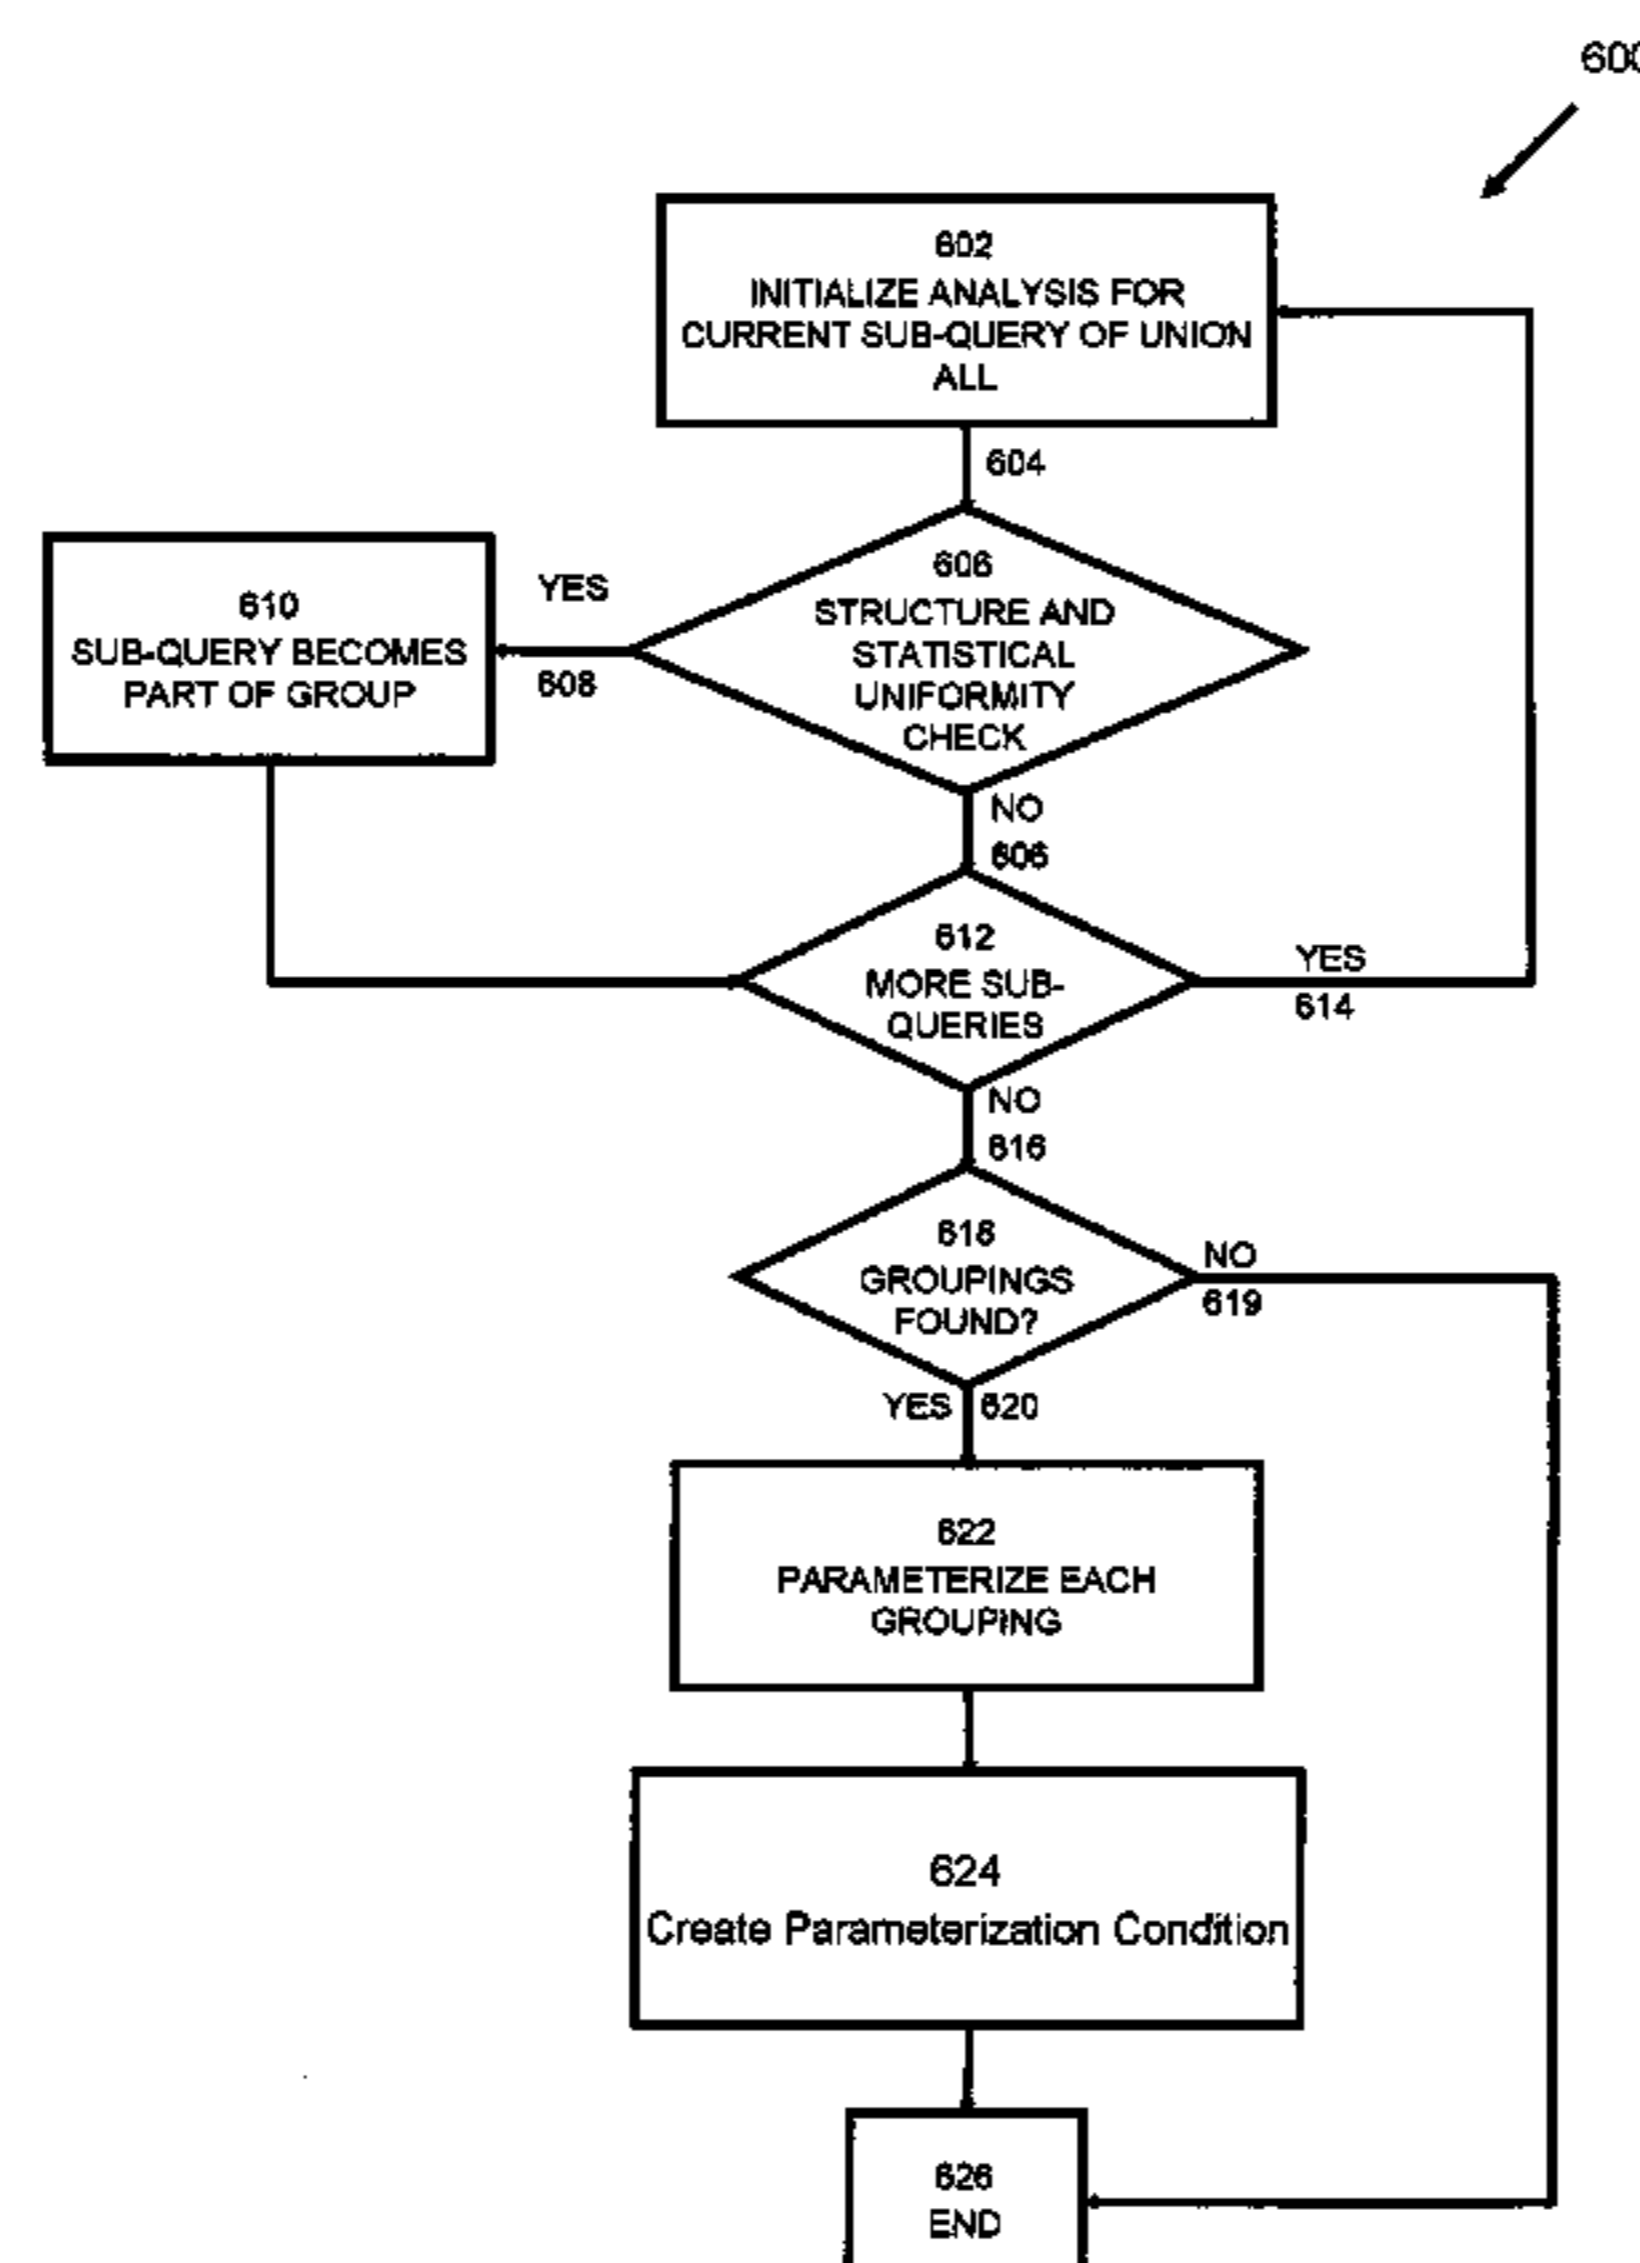 600
602
INITIALIZE ANALYSIS FOR
CURRENT SUB-QUERY OF UNION
ALL
604
606
STRUCTURE AND
STATISTICAL
UNIFORMITY
CHECK
YES
608
610
SUB-QUERY BECOMES
PART OF GROUP
NO
606
612
MORE SUB-
QUERIES
YES
614
NO
616
618
GROUPINGS
FOUND?
NO
619
YES 620
622
PARAMETERIZE EACH
GROUPING
624
Create Parameterization Condition
626
END